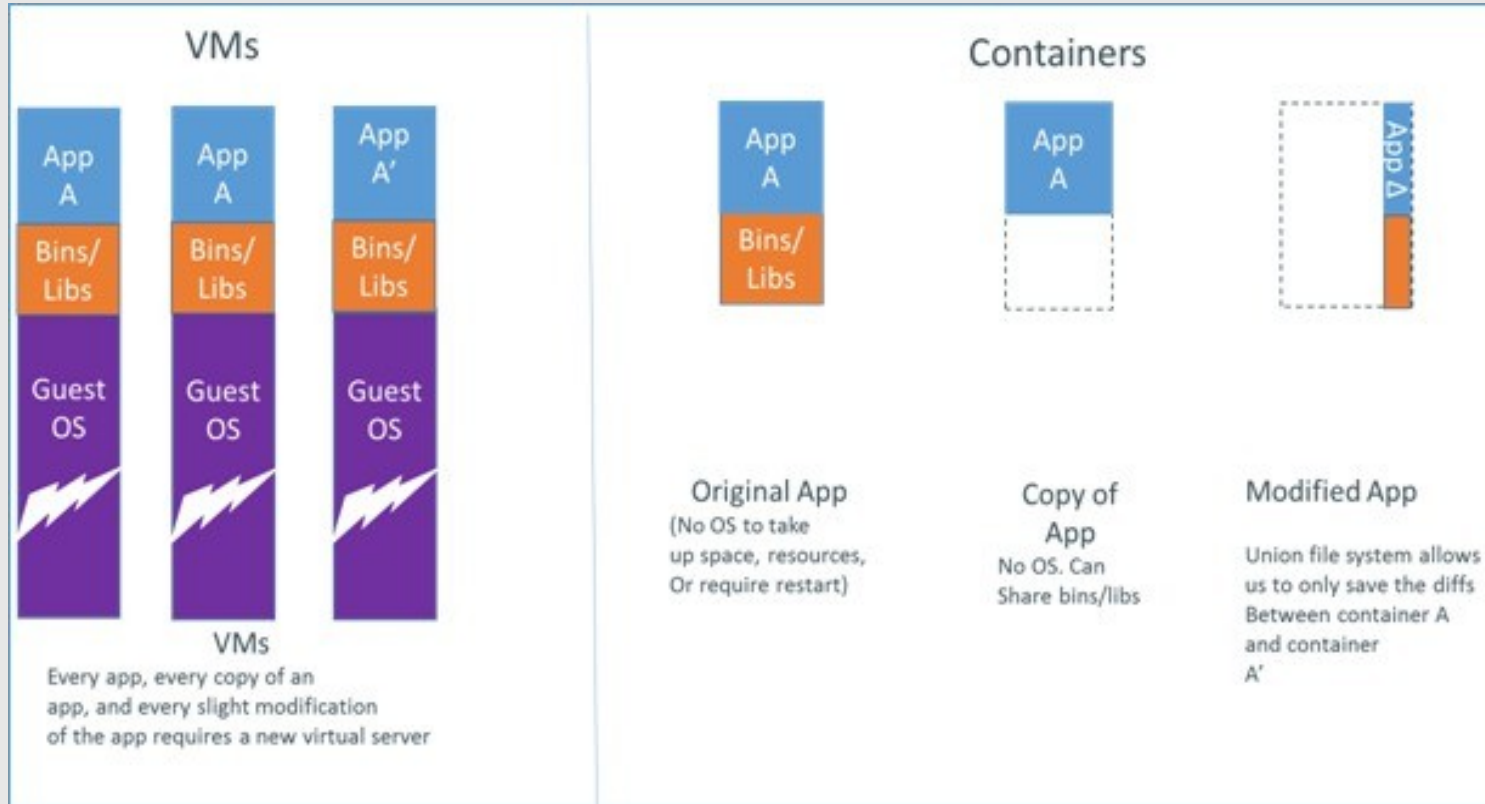 VMs
App
A
Bins/
Libs
Guest
OS
App
A
Bins/
Libs
Guest
OS
App
A'
Bins/
Libs
Guest
OS
VMs
Every app, every copy of an
app, and every slight modification
of the app requires a new virtual server
Containers
App
A
Bins/
Libs
Original App
(No OS to take
up space, resources,
Or require restart)
App
A
Copy of
App
No OS. Can
Share bins/libs
App Δ
Modified App
Union file system allows
us to only save the diffs
Between container A
and container
A'